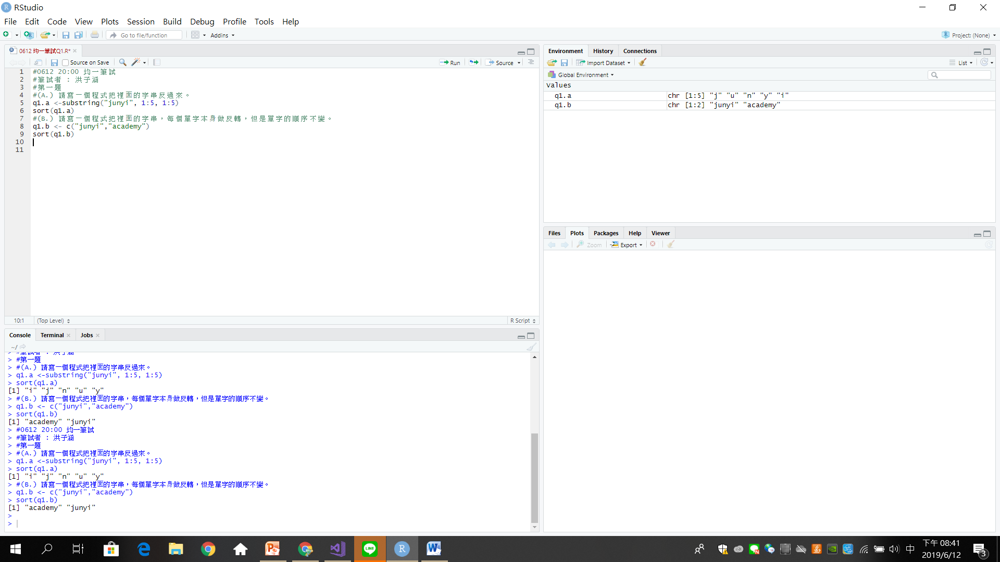 RStudio
File Edit Code View Plots Session Build Debug Profile Tools Help
Go to file/function Addins Project: (None)
0612 均一筆試Q1.R*
Source on Save Run Source
1 #0612 20:00 均一筆試
2 #筆試者 : 洪子涵
3 #第一題
4 #(A.) 請寫一個程式把裡面的字串反過來。
5 q1.a <-substring("junyi", 1:5, 1:5)
6 sort(q1.a)
7 #(B.) 請寫一個程式把裡面的字串，每個單字本身做反轉，但是單字的順序不變。
8 q1.b <- c("junyi","academy")
9 sort(q1.b)
10
11
10:1 (Top Level) R Script
Console Terminal Jobs
~/
> #筆試者 : 洪子涵
> #第一題
> #(A.) 請寫一個程式把裡面的字串反過來。
> q1.a <-substring("junyi", 1:5, 1:5)
> sort(q1.a)
[1] "i" "j" "n" "u" "y"
> #(B.) 請寫一個程式把裡面的字串，每個單字本身做反轉，但是單字的順序不變。
> q1.b <- c("junyi","academy")
> sort(q1.b)
[1] "academy" "junyi"
> #0612 20:00 均一筆試
> #筆試者 : 洪子涵
> #第一題
> #(A.) 請寫一個程式把裡面的字串反過來。
> q1.a <-substring("junyi", 1:5, 1:5)
> sort(q1.a)
[1] "i" "j" "n" "u" "y"
> #(B.) 請寫一個程式把裡面的字串，每個單字本身做反轉，但是單字的順序不變。
> q1.b <- c("junyi","academy")
> sort(q1.b)
[1] "academy" "junyi"
>
>
Environment History Connections
Import Dataset List
Global Environment
Values
q1.a chr [1:5] "j" "u" "n" "y" "i"
q1.b chr [1:2] "junyi" "academy"
Files Plots Packages Help Viewer
Zoom Export
LINE
中
下午 08:41
2019/6/12
3